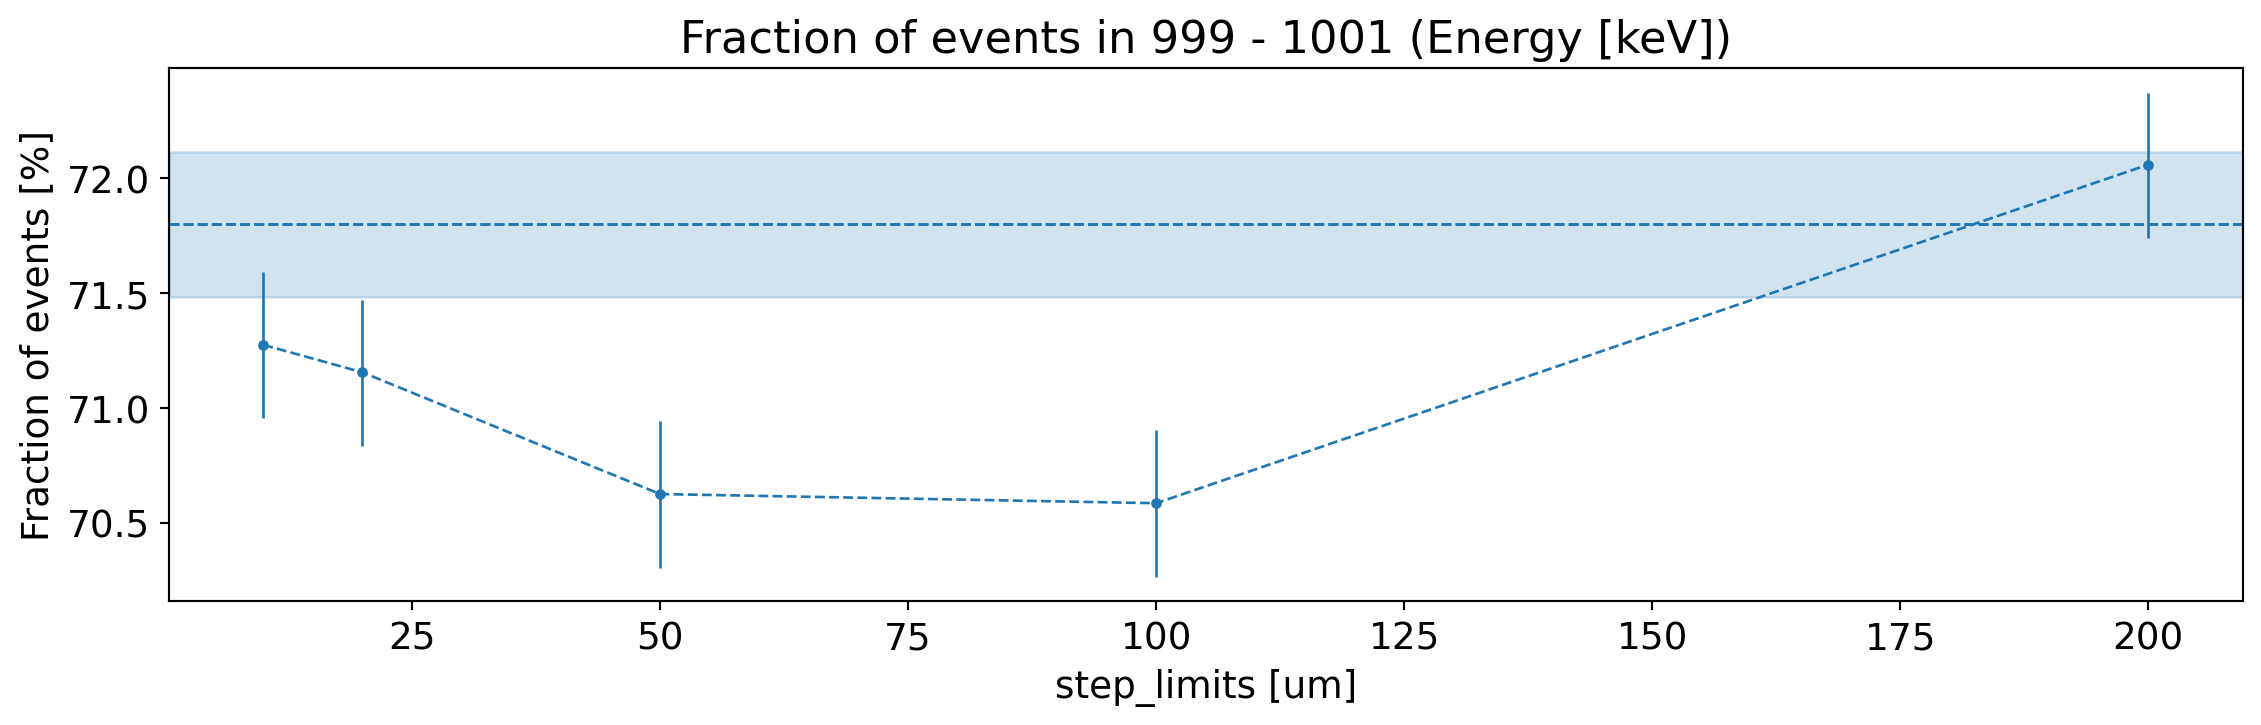 Fraction of events in 999 - 1001 (Energy [keV])
Fraction of events [%]
72.0
71.5
71.0
70.5
25 50 75 100 125 150 175 200
step_limits [um]